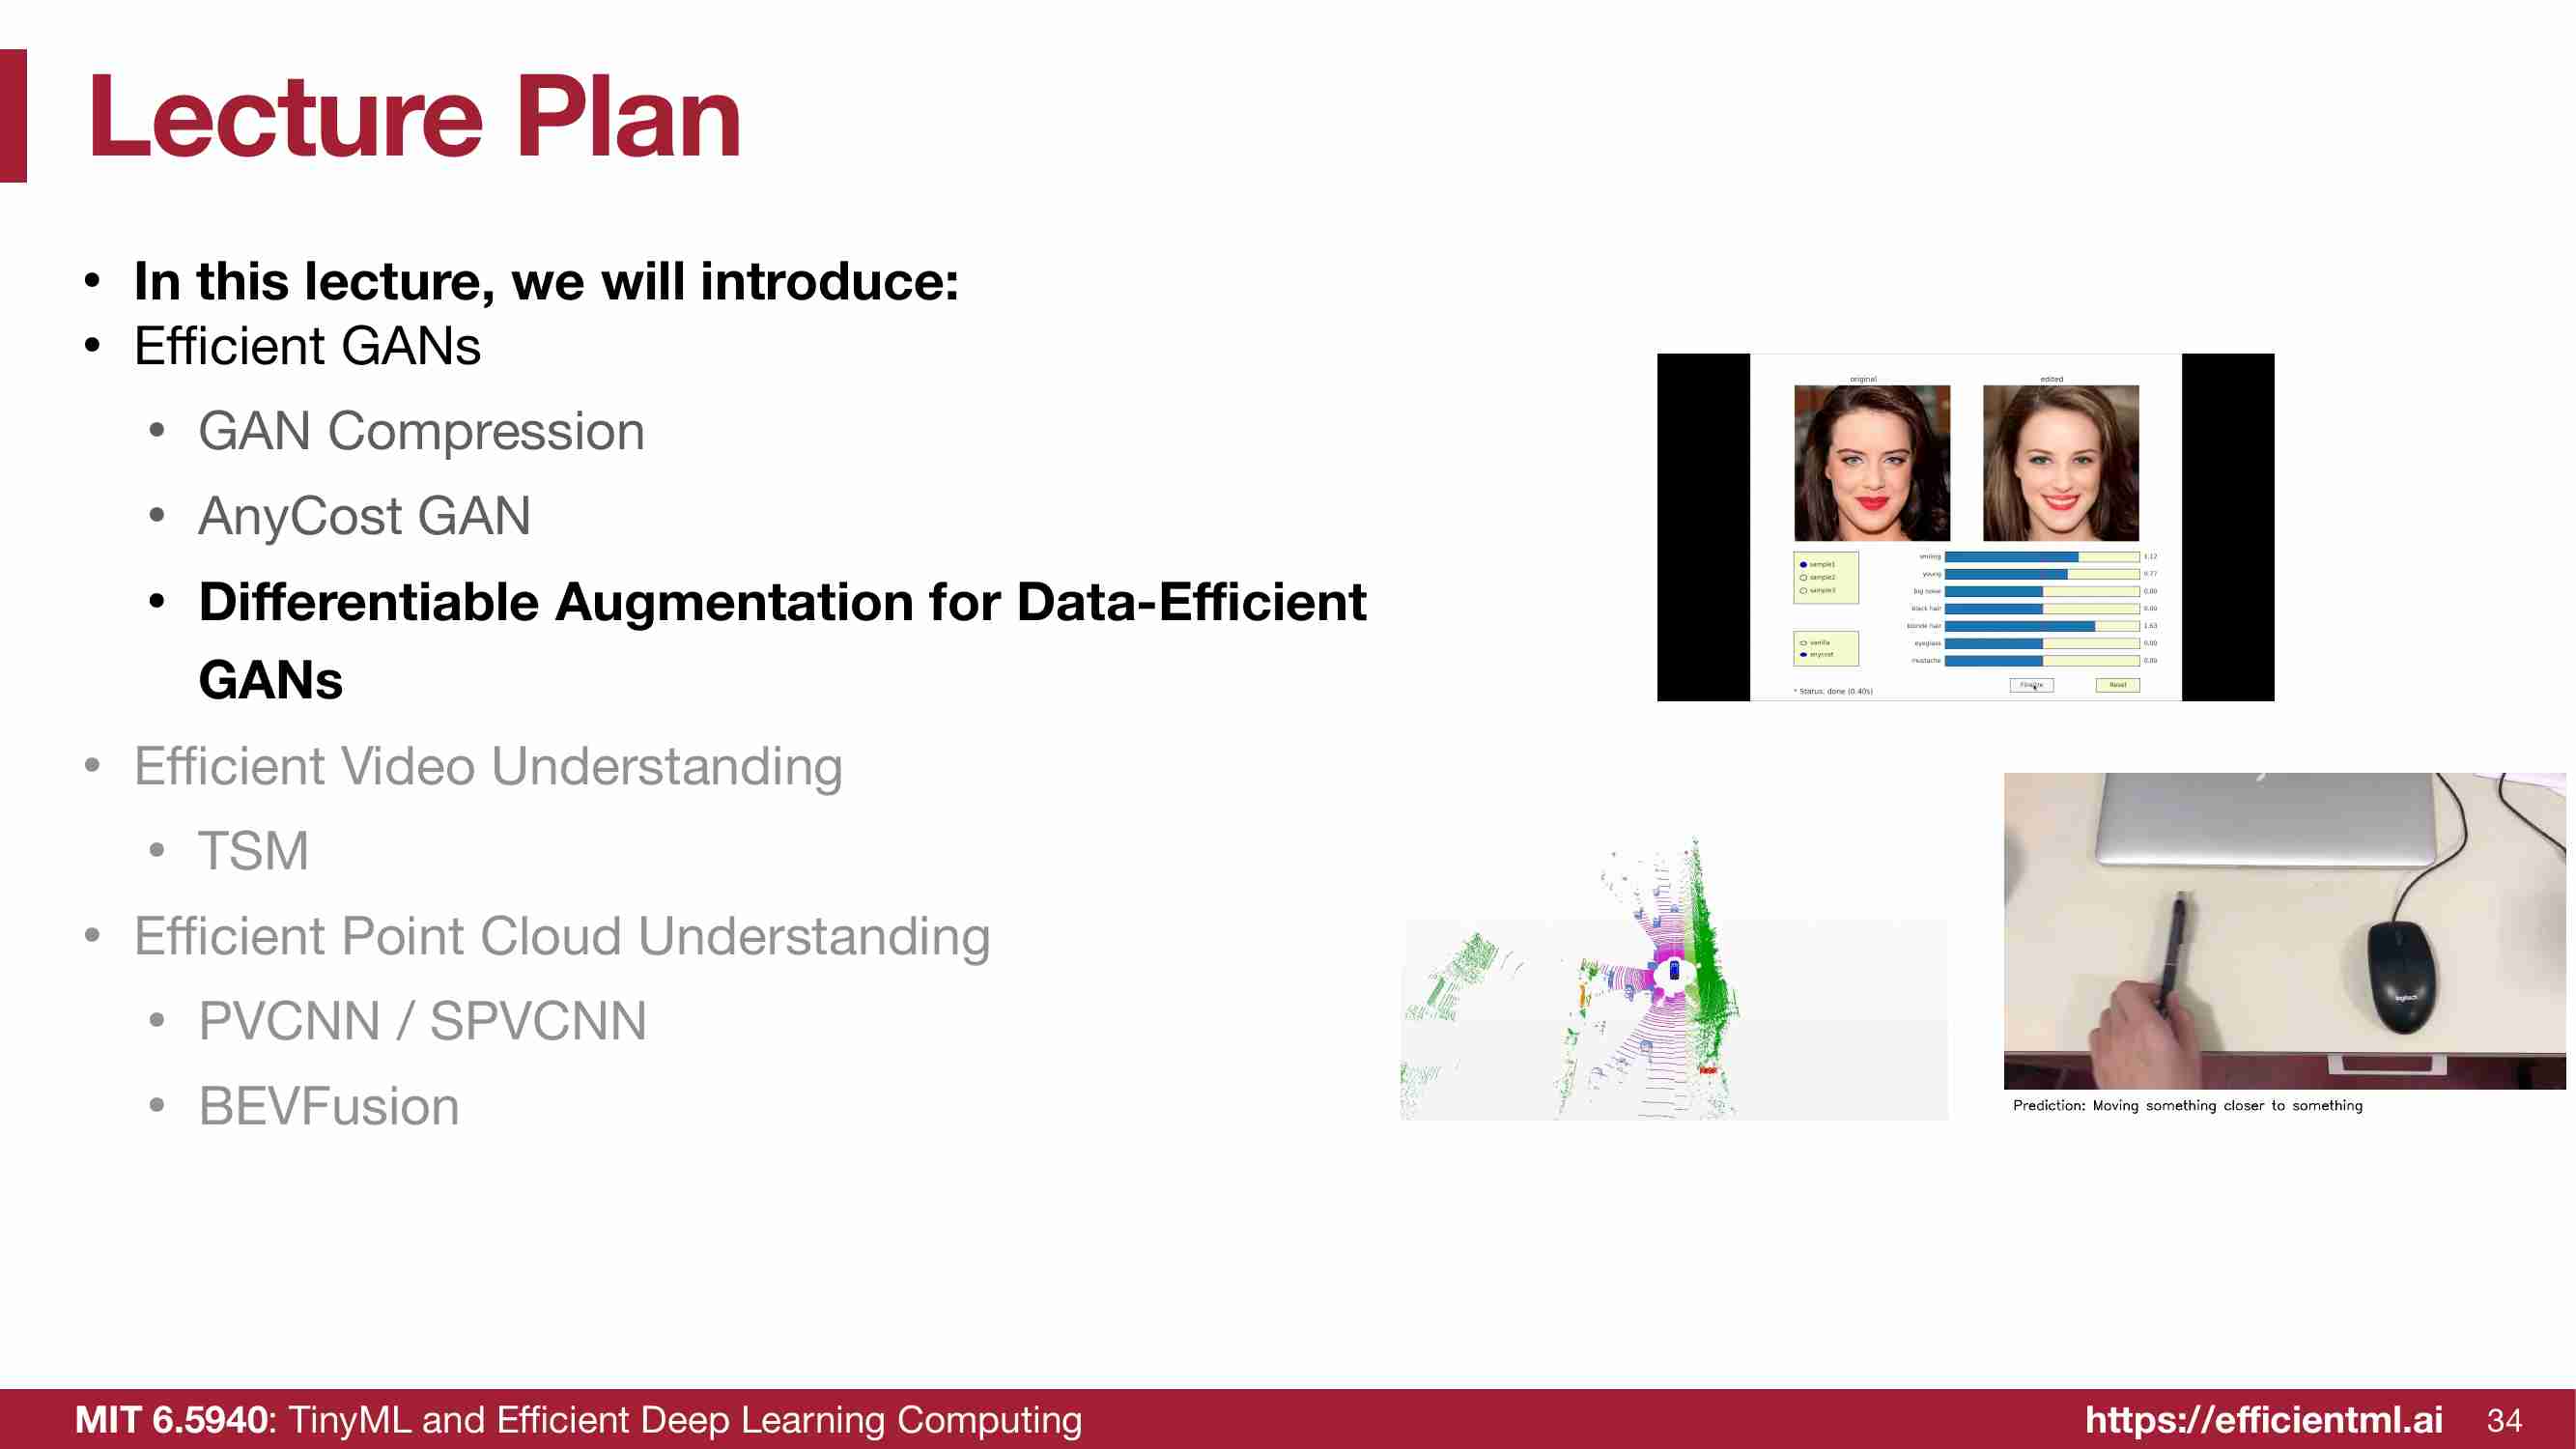 Lecture Plan
• In this lecture, we will introduce:
• Efficient GANs
• GAN Compression
• AnyCost GAN
• Differentiable Augmentation for Data-Efficient
GANs
• Efficient Video Understanding
• TSM
• Efficient Point Cloud Understanding
• PVCNN / SPVCNN
• BEVFusion
original
edited
sample1
sample2
sample3
vanilla
anycost
smiling 1.12
young 0.77
big nose 0.00
black hair 0.00
blonde hair 1.63
eyeglass 0.00
mustache 0.00
* Status: done (0.40s)
Finalize
Reset
logitech
Prediction: Moving something closer to something
MIT 6.5940: TinyML and Efficient Deep Learning Computing
https://efficientml.ai
34